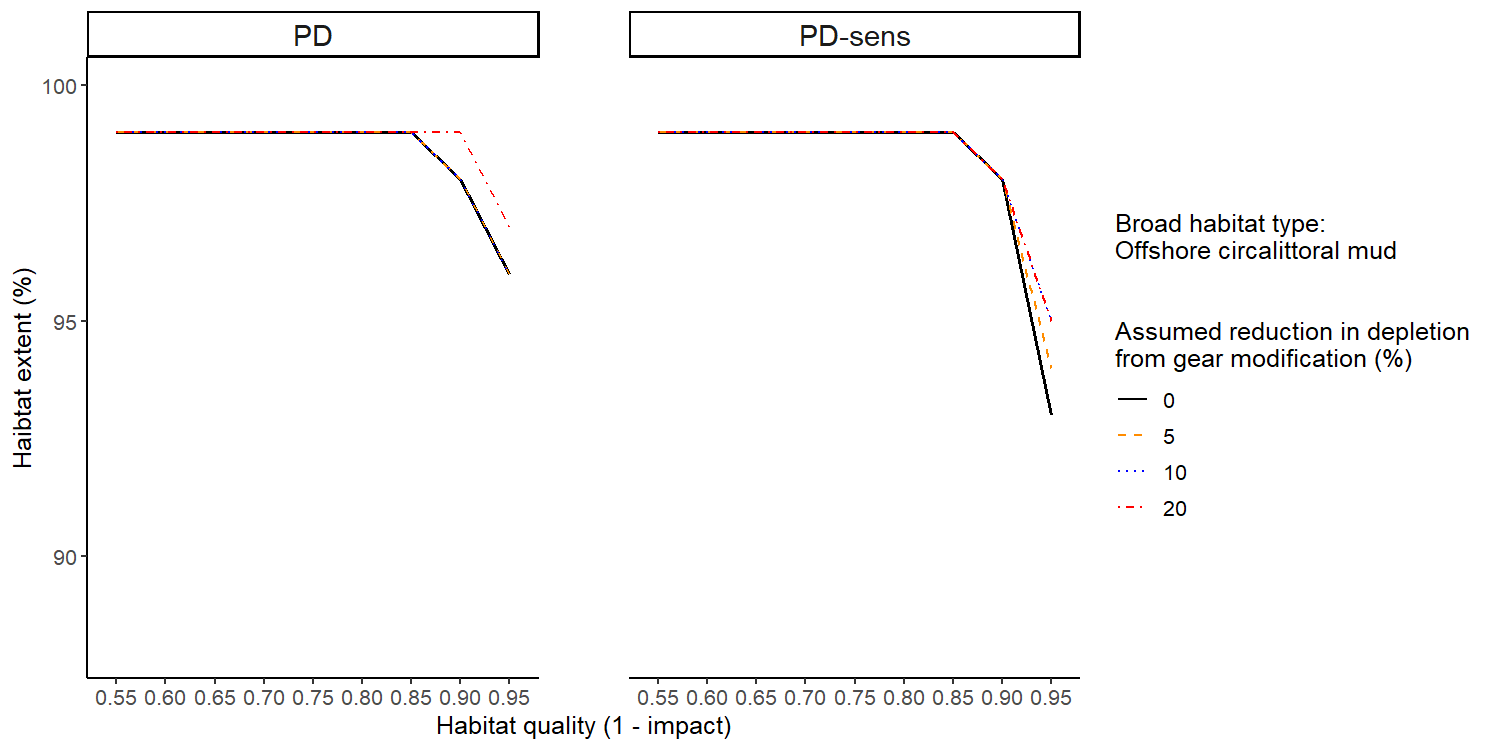 PD
PD-sens
100
95
90
Haibtat extent (%)
0.55 0.60 0.65 0.70 0.75 0.80 0.85 0.90 0.95
0.55 0.60 0.65 0.70 0.75 0.80 0.85 0.90 0.95
Habitat quality (1 - impact)
Broad habitat type:
Offshore circalittoral mud
Assumed reduction in depletion
from gear modification (%)
0
5
10
20